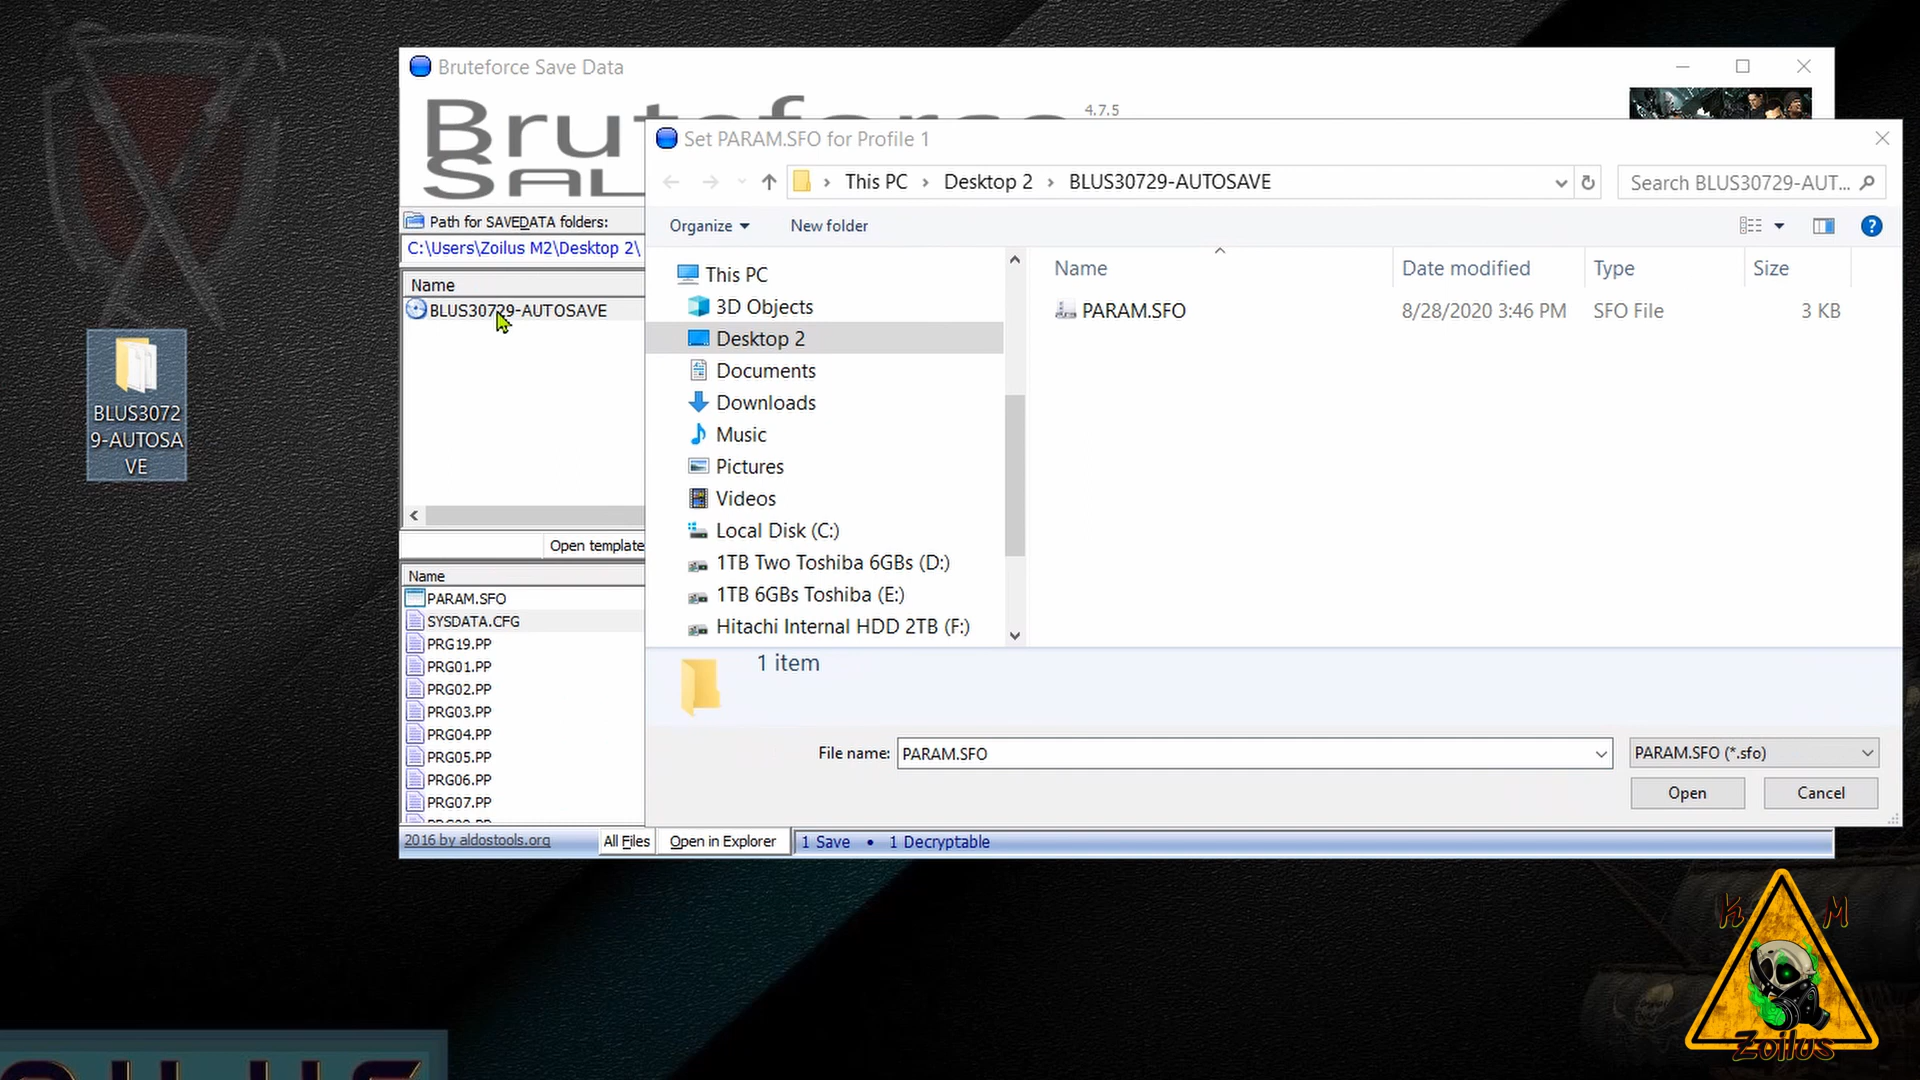 Bruteforce Save Data
Bruteforce
4.7.5
Set PARAM.SFO for Profile 1
This PC
Desktop 2
BLUS30729-AUTOSAVE
Search BLUS30729-AUT...
Path for SAVEDATA folders:
Organize
New folder
C:\Users\Zoilus M2\Desktop 2\
Name
BLUS30729-AUTOSAVE
This PC
3D Objects
Desktop 2
Documents
Downloads
Music
Pictures
Videos
Local Disk (C:)
1TB Two Toshiba 6GBs (D:)
1TB 6GBs Toshiba (E:)
Hitachi Internal HDD 2TB (F:)
Name
Date modified
Type
Size
PARAM.SFO
8/28/2020 3:46 PM
SFO File
3 KB
BLUS3072
9-AUTOSA
VE
Open template
Name
PARAM.SFO
SYSDATA.CFG
PRG19.PP
PRG01.PP
PRG02.PP
PRG03.PP
PRG04.PP
PRG05.PP
PRG06.PP
PRG07.PP
1 item
File name:
PARAM.SFO
PARAM.SFO (*.sfo)
Open
Cancel
2016 by aldostools.org
All Files
Open in Explorer
1 Save • 1 Decryptable
M
Zoilus